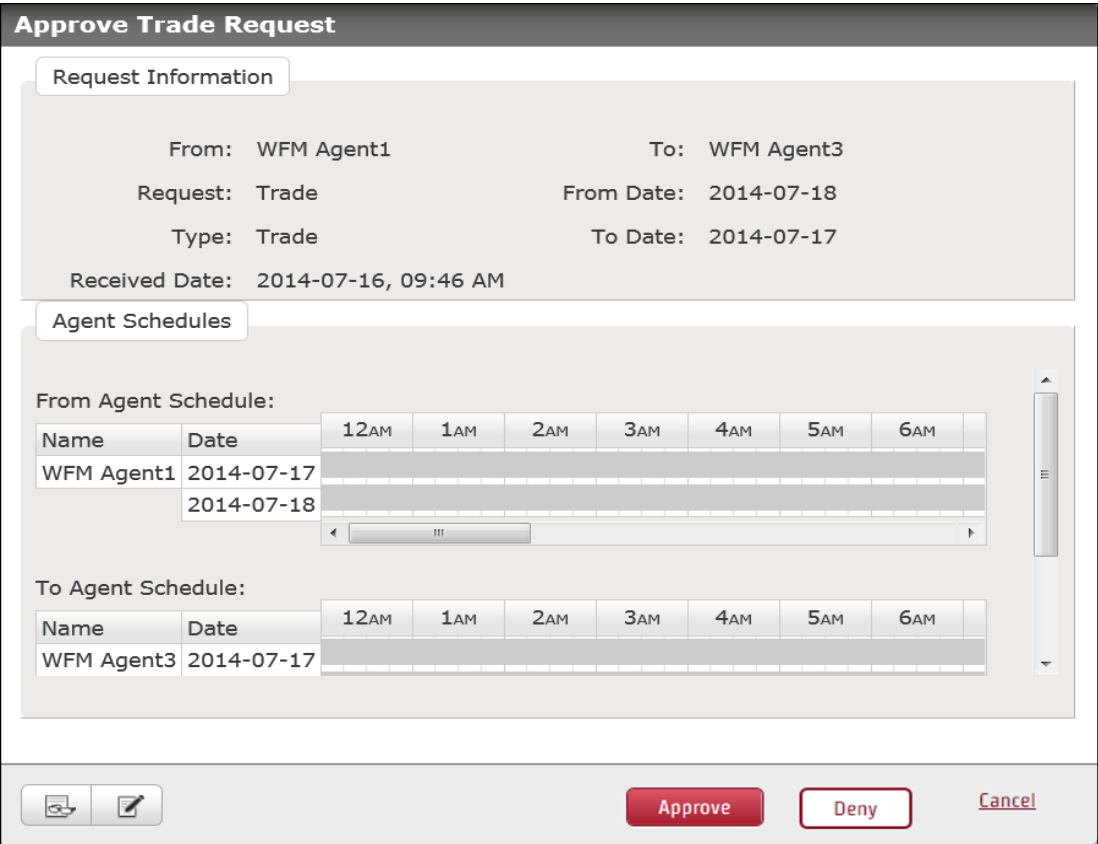 Approve Trade Request
Request Information
From: WFM Agent1 To: WFM Agent3
Request: Trade From Date: 2014-07-18
Type: Trade To Date: 2014-07-17
Received Date: 2014-07-16, 09:46 AM
Agent Schedules
From Agent Schedule:
Name Date 12AM 1AM 2AM 3AM 4AM 5AM 6AM
WFM Agent1 2014-07-17
2014-07-18
To Agent Schedule:
Name Date 12AM 1AM 2AM 3AM 4AM 5AM 6AM
WFM Agent3 2014-07-17
Approve Deny Cancel